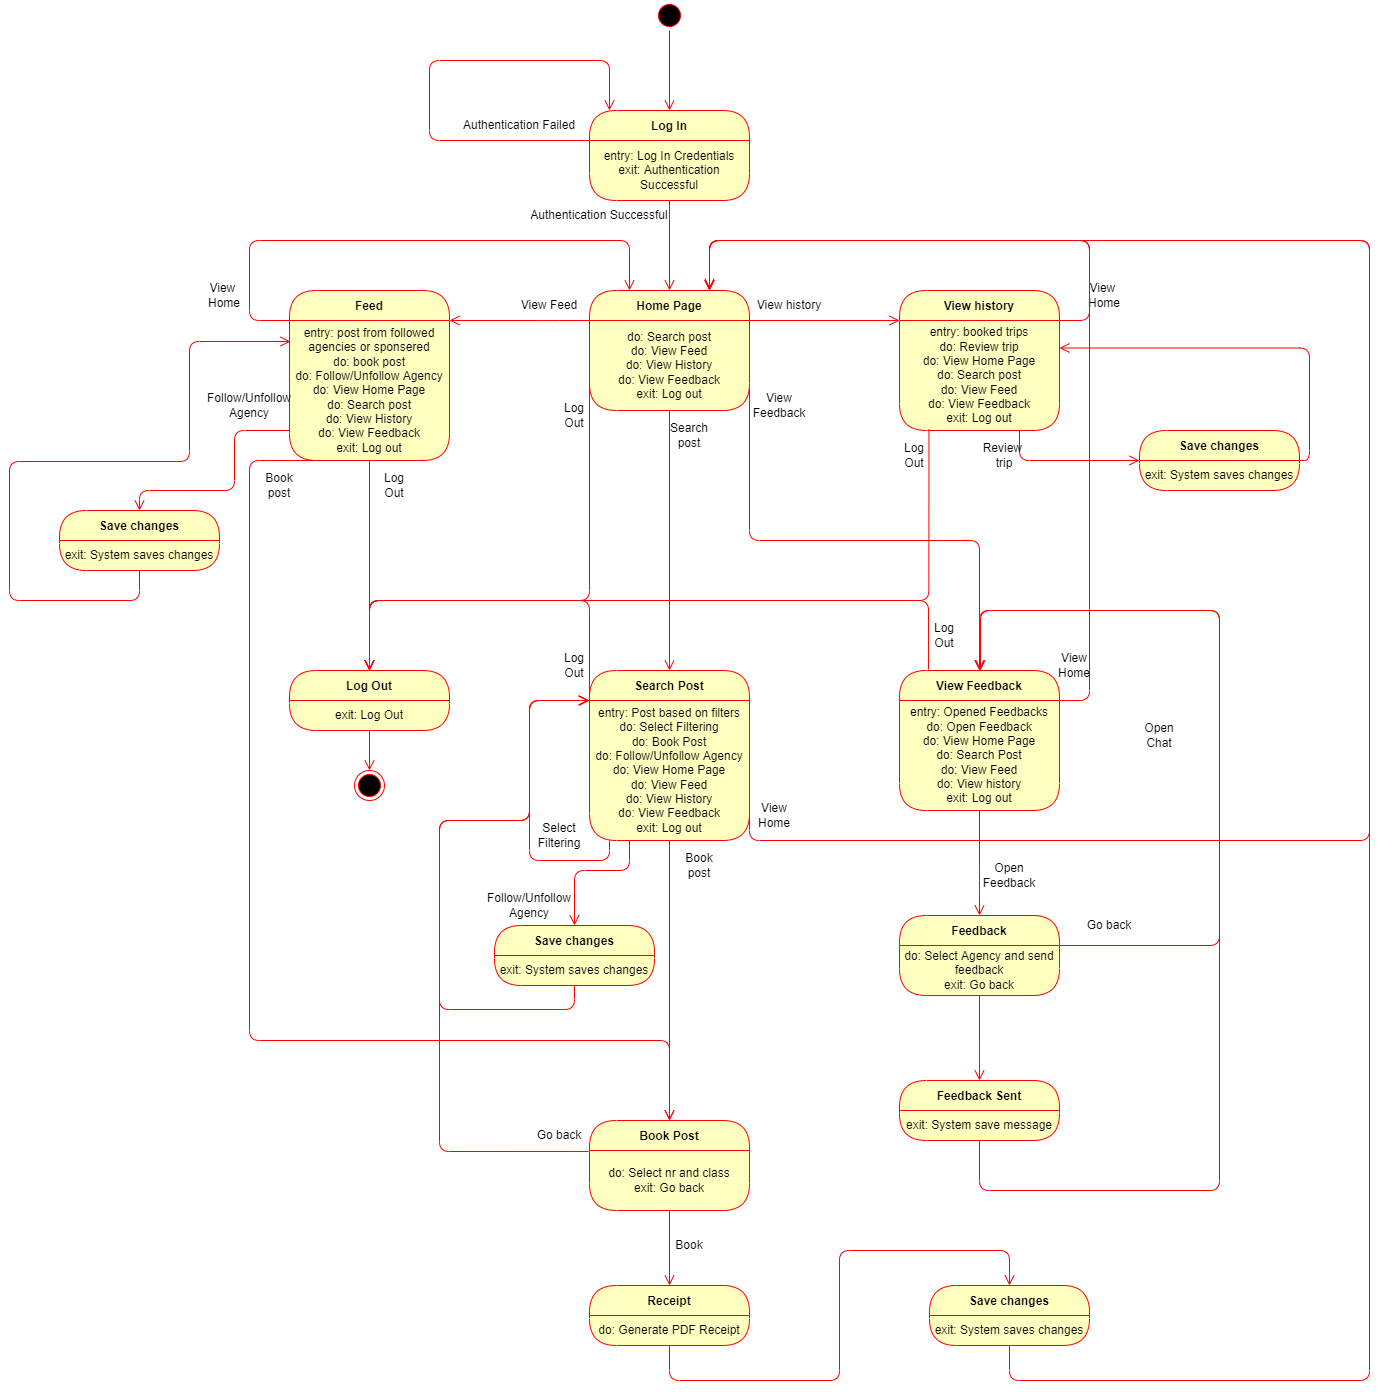 Authentication Failed
Log In
entry: Log In Credentials
exit: Authentication
Successful
Authentication Successful
View
Home
Feed
entry: post from followed
agencies or sponsered
do: book post
do: Follow/Unfollow Agency
do: View Home Page
do: Search post
do: View History
do: View Feedback
exit: Log out
View Feed
Home Page
do: Search post
do: View Feed
do: View History
do: View Feedback
exit: Log out
View history
View history
entry: booked trips
do: Review trip
do: View Home Page
do: Search post
do: View Feed
do: View Feedback
exit: Log out
View
Home
Follow/Unfollow
Agency
Log
Out
View
Feedback
Search
post
Log
Out
Review
trip
Save changes
exit: System saves changes
Book
post
Log
Out
Save changes
exit: System saves changes
Log
Out
Log
Out
View
Home
Log Out
exit: Log Out
Search Post
entry: Post based on filters
do: Select Filtering
do: Book Post
do: Follow/Unfollow Agency
do: View Home Page
do: View Feed
do: View History
do: View Feedback
exit: Log out
View Feedback
entry: Opened Feedbacks
do: Open Feedback
do: View Home Page
do: Search Post
do: View Feed
do: View history
exit: Log out
Open
Chat
View
Home
Select
Filtering
Book
post
Open
Feedback
Follow/Unfollow
Agency
Save changes
exit: System saves changes
Feedback
do: Select Agency and send
feedback
exit: Go back
Go back
Feedback Sent
exit: System save message
Go back
Book Post
do: Select nr and class
exit: Go back
Book
Receipt
do: Generate PDF Receipt
Save changes
exit: System saves changes